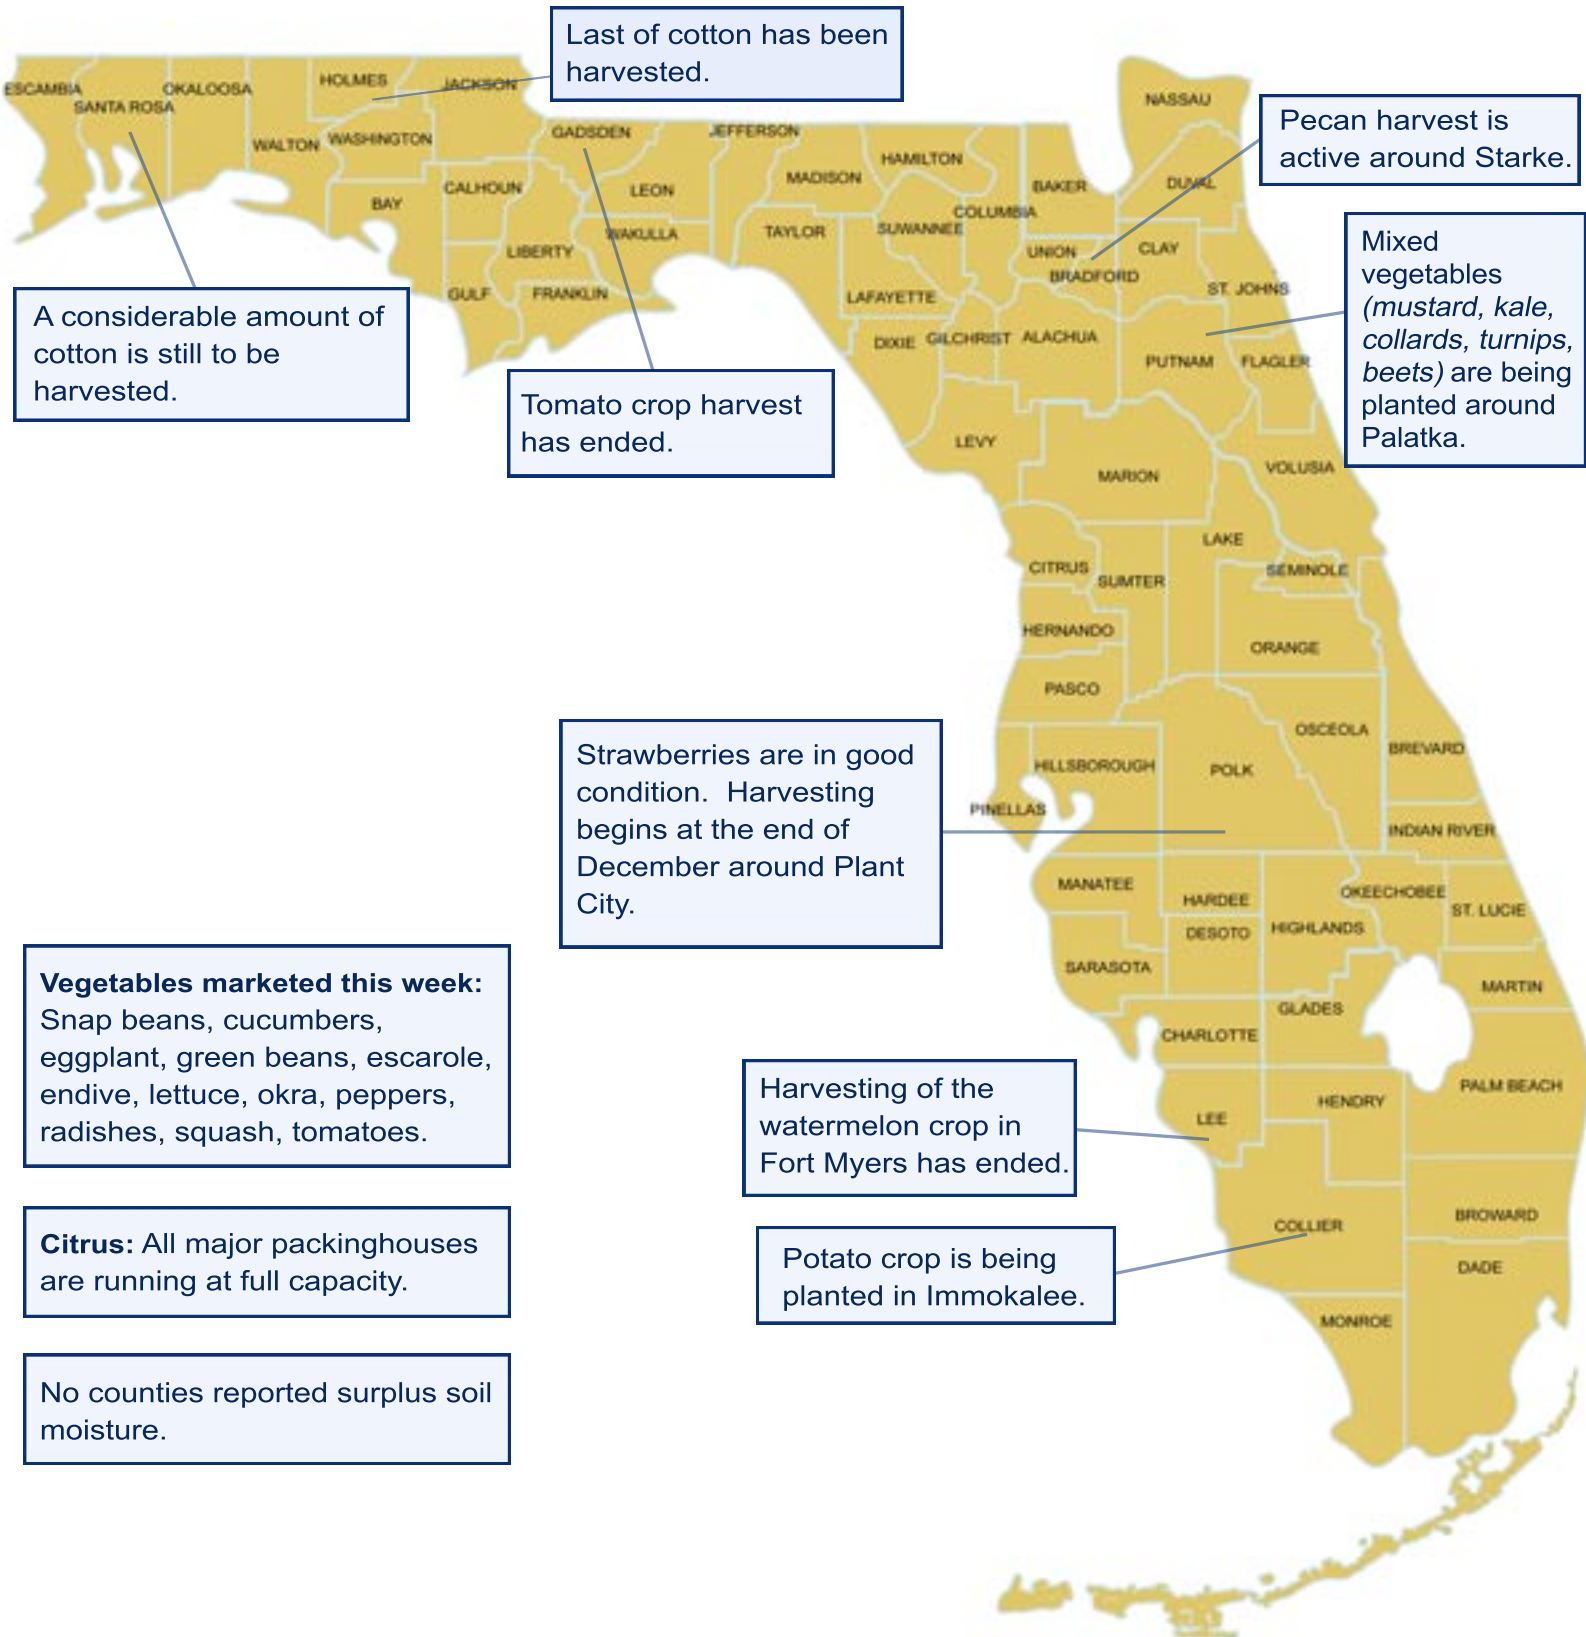 Last of cotton has been
harvested.
Pecan harvest is
active around Starke.
Mixed
vegetables
(mustard, kale,
collards, turnips,
beets) are being
planted around
Palatka.
A considerable amount of
cotton is still to be
harvested.
Tomato crop harvest
has ended.
Strawberries are in good
condition.  Harvesting
begins at the end of
December around Plant
City.
Vegetables marketed this week:
Snap beans, cucumbers,
eggplant, green beans, escarole,
endive, lettuce, okra, peppers,
radishes, squash, tomatoes.
Harvesting of the
watermelon crop in
Fort Myers has ended.
Citrus: All major packinghouses
are running at full capacity.
Potato crop is being
planted in Immokalee.
No counties reported surplus soil
moisture.
ESCAMBIA
SANTA ROSA
OKALOOSA
WALTON
HOLMES
WASHINGTON
JACKSON
BAY
CALHOUN
GULF
GADSDEN
LIBERTY
FRANKLIN
LEON
WAKULLA
JEFFERSON
MADISON
TAYLOR
HAMILTON
SUWANNEE
LAFAYETTE
DIXIE
COLUMBIA
GILCHRIST
BAKER
UNION
BRADFORD
ALACHUA
NASSAU
DUVAL
CLAY
ST. JOHNS
PUTNAM
FLAGLER
LEVY
MARION
VOLUSIA
CITRUS
SUMTER
LAKE
SEMINOLE
HERNANDO
ORANGE
PASCO
OSCEOLA
BREVARD
HILLSBOROUGH
POLK
PINELLAS
INDIAN RIVER
MANATEE
HARDEE
OKEECHOBEE
ST. LUCIE
DESOTO
HIGHLANDS
SARASOTA
MARTIN
GLADES
CHARLOTTE
PALM BEACH
HENDRY
LEE
COLLIER
BROWARD
DADE
MONROE